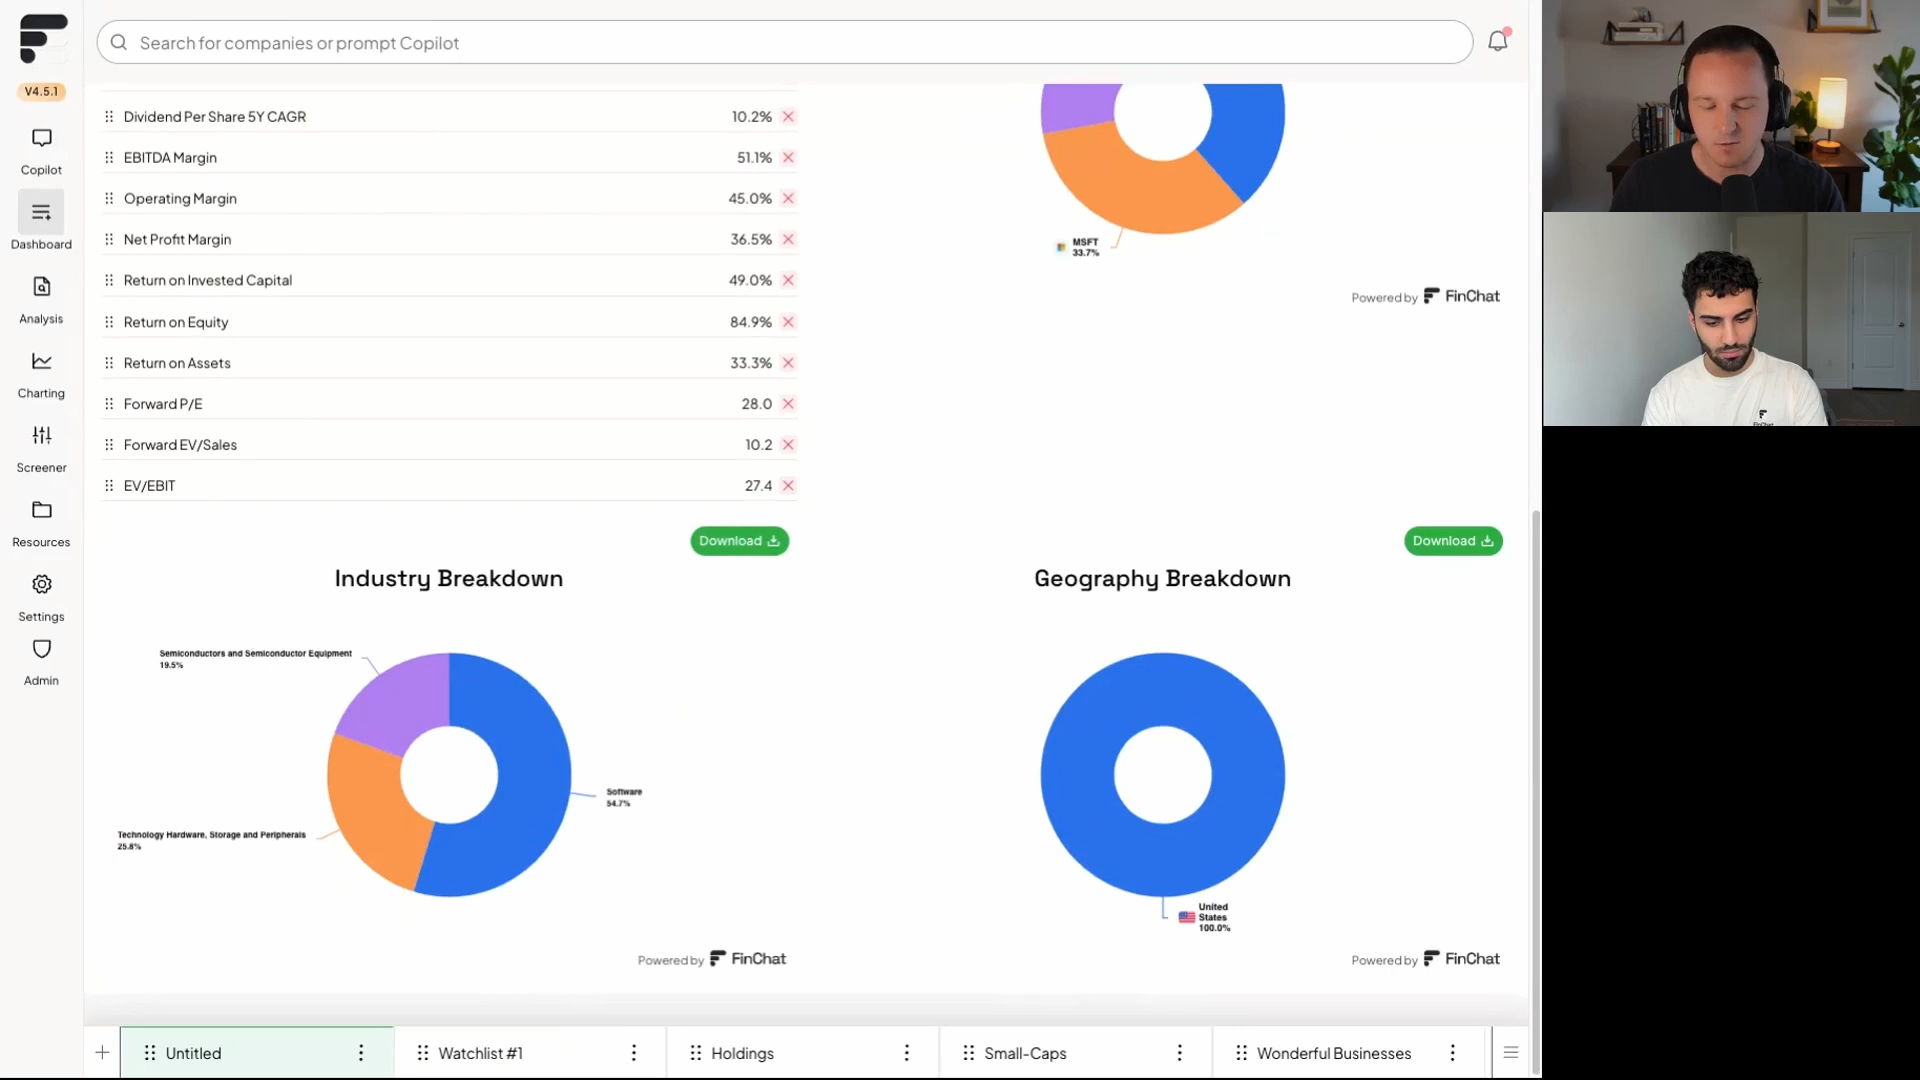 Search for companies or prompt Copilot
V4.5.1
Copilot
Dashboard
Analysis
Charting
Screener
Resources
Settings
Admin
Dividend Per Share 5Y CAGR 10.2%
EBITDA Margin 51.1%
Operating Margin 45.0%
Net Profit Margin 36.5%
Return on Invested Capital 49.0%
Return on Equity 84.9%
Return on Assets 33.3%
Forward P/E 28.0
Forward EV/Sales 10.2
EV/EBIT 27.4
MSFT
33.7%
Powered by FinChat
Download
Industry Breakdown
Semiconductors and Semiconductor Equipment
19.5%
Software
54.7%
Technology Hardware, Storage and Peripherals
25.8%
Powered by FinChat
Download
Geography Breakdown
United
States
100.0%
Powered by FinChat
Untitled
Watchlist #1
Holdings
Small-Caps
Wonderful Businesses